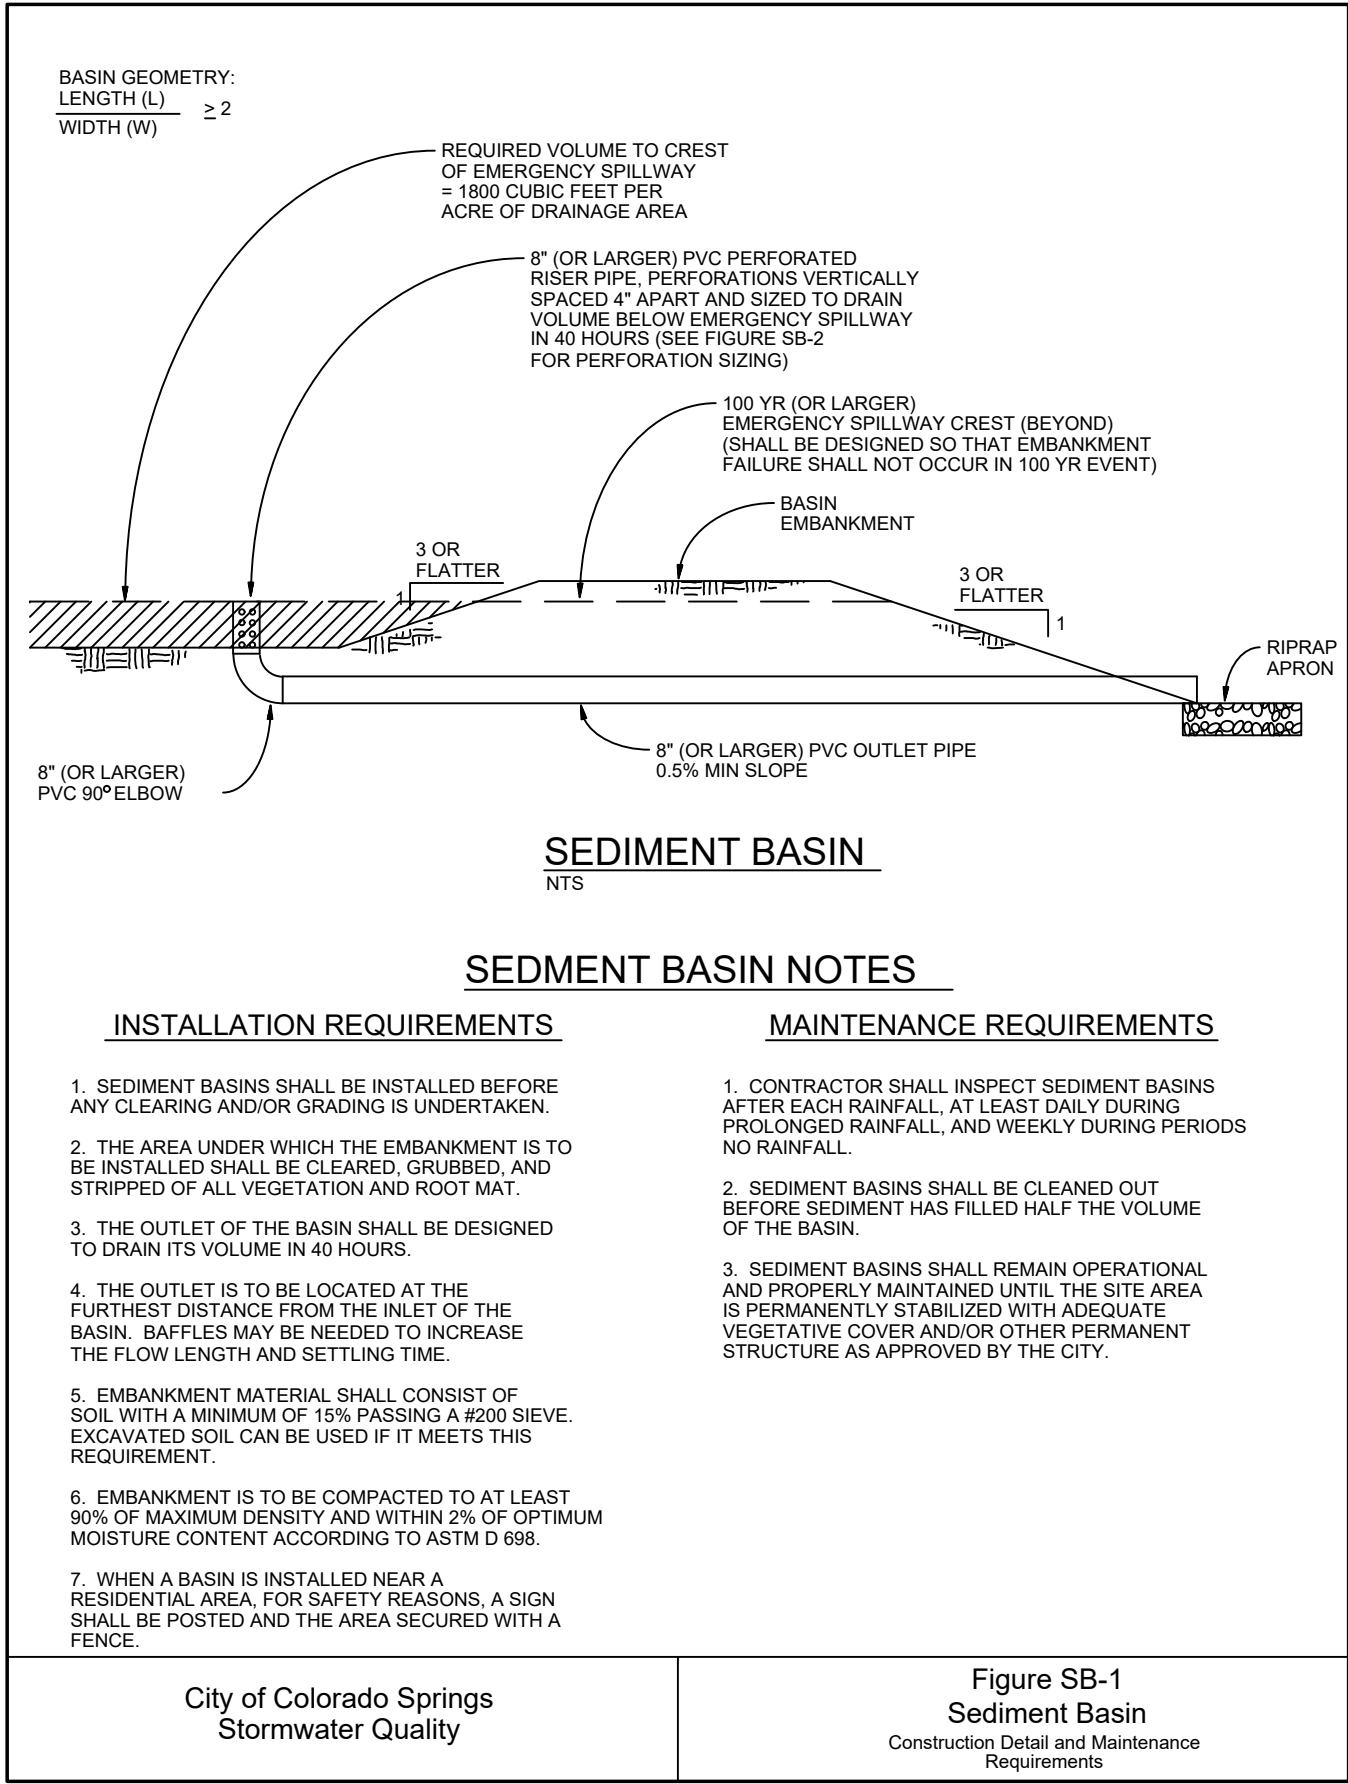 BASIN GEOMETRY:
LENGTH (L)
WIDTH (W)
≥ 2
REQUIRED VOLUME TO CREST
OF EMERGENCY SPILLWAY
= 1800 CUBIC FEET PER
ACRE OF DRAINAGE AREA
8" (OR LARGER) PVC PERFORATED
RISER PIPE, PERFORATIONS VERTICALLY
SPACED 4" APART AND SIZED TO DRAIN
VOLUME BELOW EMERGENCY SPILLWAY
IN 40 HOURS (SEE FIGURE SB-2
FOR PERFORATION SIZING)
100 YR (OR LARGER)
EMERGENCY SPILLWAY CREST (BEYOND)
(SHALL BE DESIGNED SO THAT EMBANKMENT
FAILURE SHALL NOT OCCUR IN 100 YR EVENT)
BASIN
EMBANKMENT
3 OR
FLATTER
1
3 OR
FLATTER
1
RIPRAP
APRON
8" (OR LARGER) PVC OUTLET PIPE
0.5% MIN SLOPE
8" (OR LARGER)
PVC 90° ELBOW
SEDIMENT BASIN
NTS
SEDMENT BASIN NOTES
INSTALLATION REQUIREMENTS
1. SEDIMENT BASINS SHALL BE INSTALLED BEFORE
ANY CLEARING AND/OR GRADING IS UNDERTAKEN.
2. THE AREA UNDER WHICH THE EMBANKMENT IS TO
BE INSTALLED SHALL BE CLEARED, GRUBBED, AND
STRIPPED OF ALL VEGETATION AND ROOT MAT.
3. THE OUTLET OF THE BASIN SHALL BE DESIGNED
TO DRAIN ITS VOLUME IN 40 HOURS.
4. THE OUTLET IS TO BE LOCATED AT THE
FURTHEST DISTANCE FROM THE INLET OF THE
BASIN. BAFFLES MAY BE NEEDED TO INCREASE
THE FLOW LENGTH AND SETTLING TIME.
5. EMBANKMENT MATERIAL SHALL CONSIST OF
SOIL WITH A MINIMUM OF 15% PASSING A #200 SIEVE.
EXCAVATED SOIL CAN BE USED IF IT MEETS THIS
REQUIREMENT.
6. EMBANKMENT IS TO BE COMPACTED TO AT LEAST
90% OF MAXIMUM DENSITY AND WITHIN 2% OF OPTIMUM
MOISTURE CONTENT ACCORDING TO ASTM D 698.
7. WHEN A BASIN IS INSTALLED NEAR A
RESIDENTIAL AREA, FOR SAFETY REASONS, A SIGN
SHALL BE POSTED AND THE AREA SECURED WITH A
FENCE.
MAINTENANCE REQUIREMENTS
1. CONTRACTOR SHALL INSPECT SEDIMENT BASINS
AFTER EACH RAINFALL, AT LEAST DAILY DURING
PROLONGED RAINFALL, AND WEEKLY DURING PERIODS
NO RAINFALL.
2. SEDIMENT BASINS SHALL BE CLEANED OUT
BEFORE SEDIMENT HAS FILLED HALF THE VOLUME
OF THE BASIN.
3. SEDIMENT BASINS SHALL REMAIN OPERATIONAL
AND PROPERLY MAINTAINED UNTIL THE SITE AREA
IS PERMANENTLY STABILIZED WITH ADEQUATE
VEGETATIVE COVER AND/OR OTHER PERMANENT
STRUCTURE AS APPROVED BY THE CITY.
City of Colorado Springs
Stormwater Quality
Figure SB-1
Sediment Basin
Construction Detail and Maintenance
Requirements